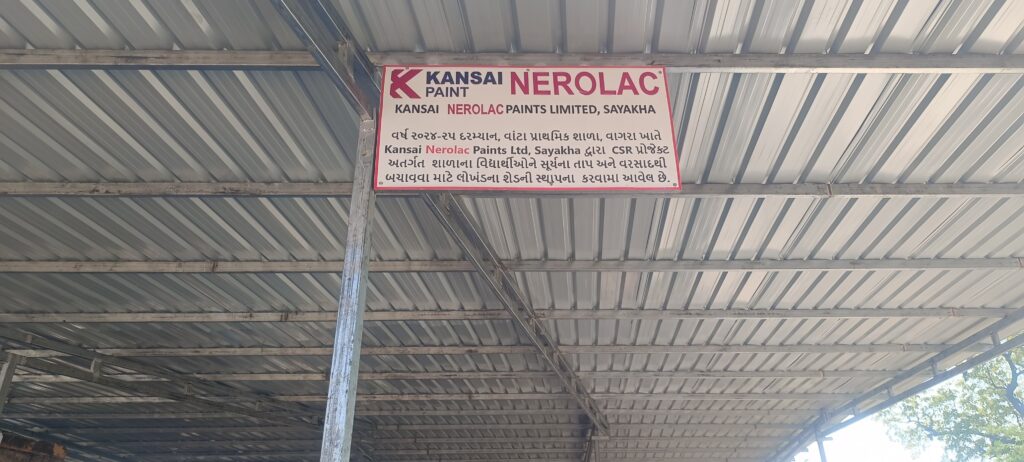 KANSAI PAINT NEROLAC
KANSAI NEROLAC PAINTS LIMITED, SAYAKHA
વર્ષ ૨૦૨૪-૨૫ દરમ્યાન, વાંટા પ્રાથમિક શાળા, વાગરા ખાતે
Kansai Nerolac Paints Ltd, Sayakha દ્વારા CSR પ્રોજેક્ટ
અતર્ગત શાળાના વિદ્યાર્થીઓને સૂર્યના તાપ અને વરસાદથી
બચાવવા માટે લોખંડના શેડની સ્થાપના કરવામા આવેલ છે.